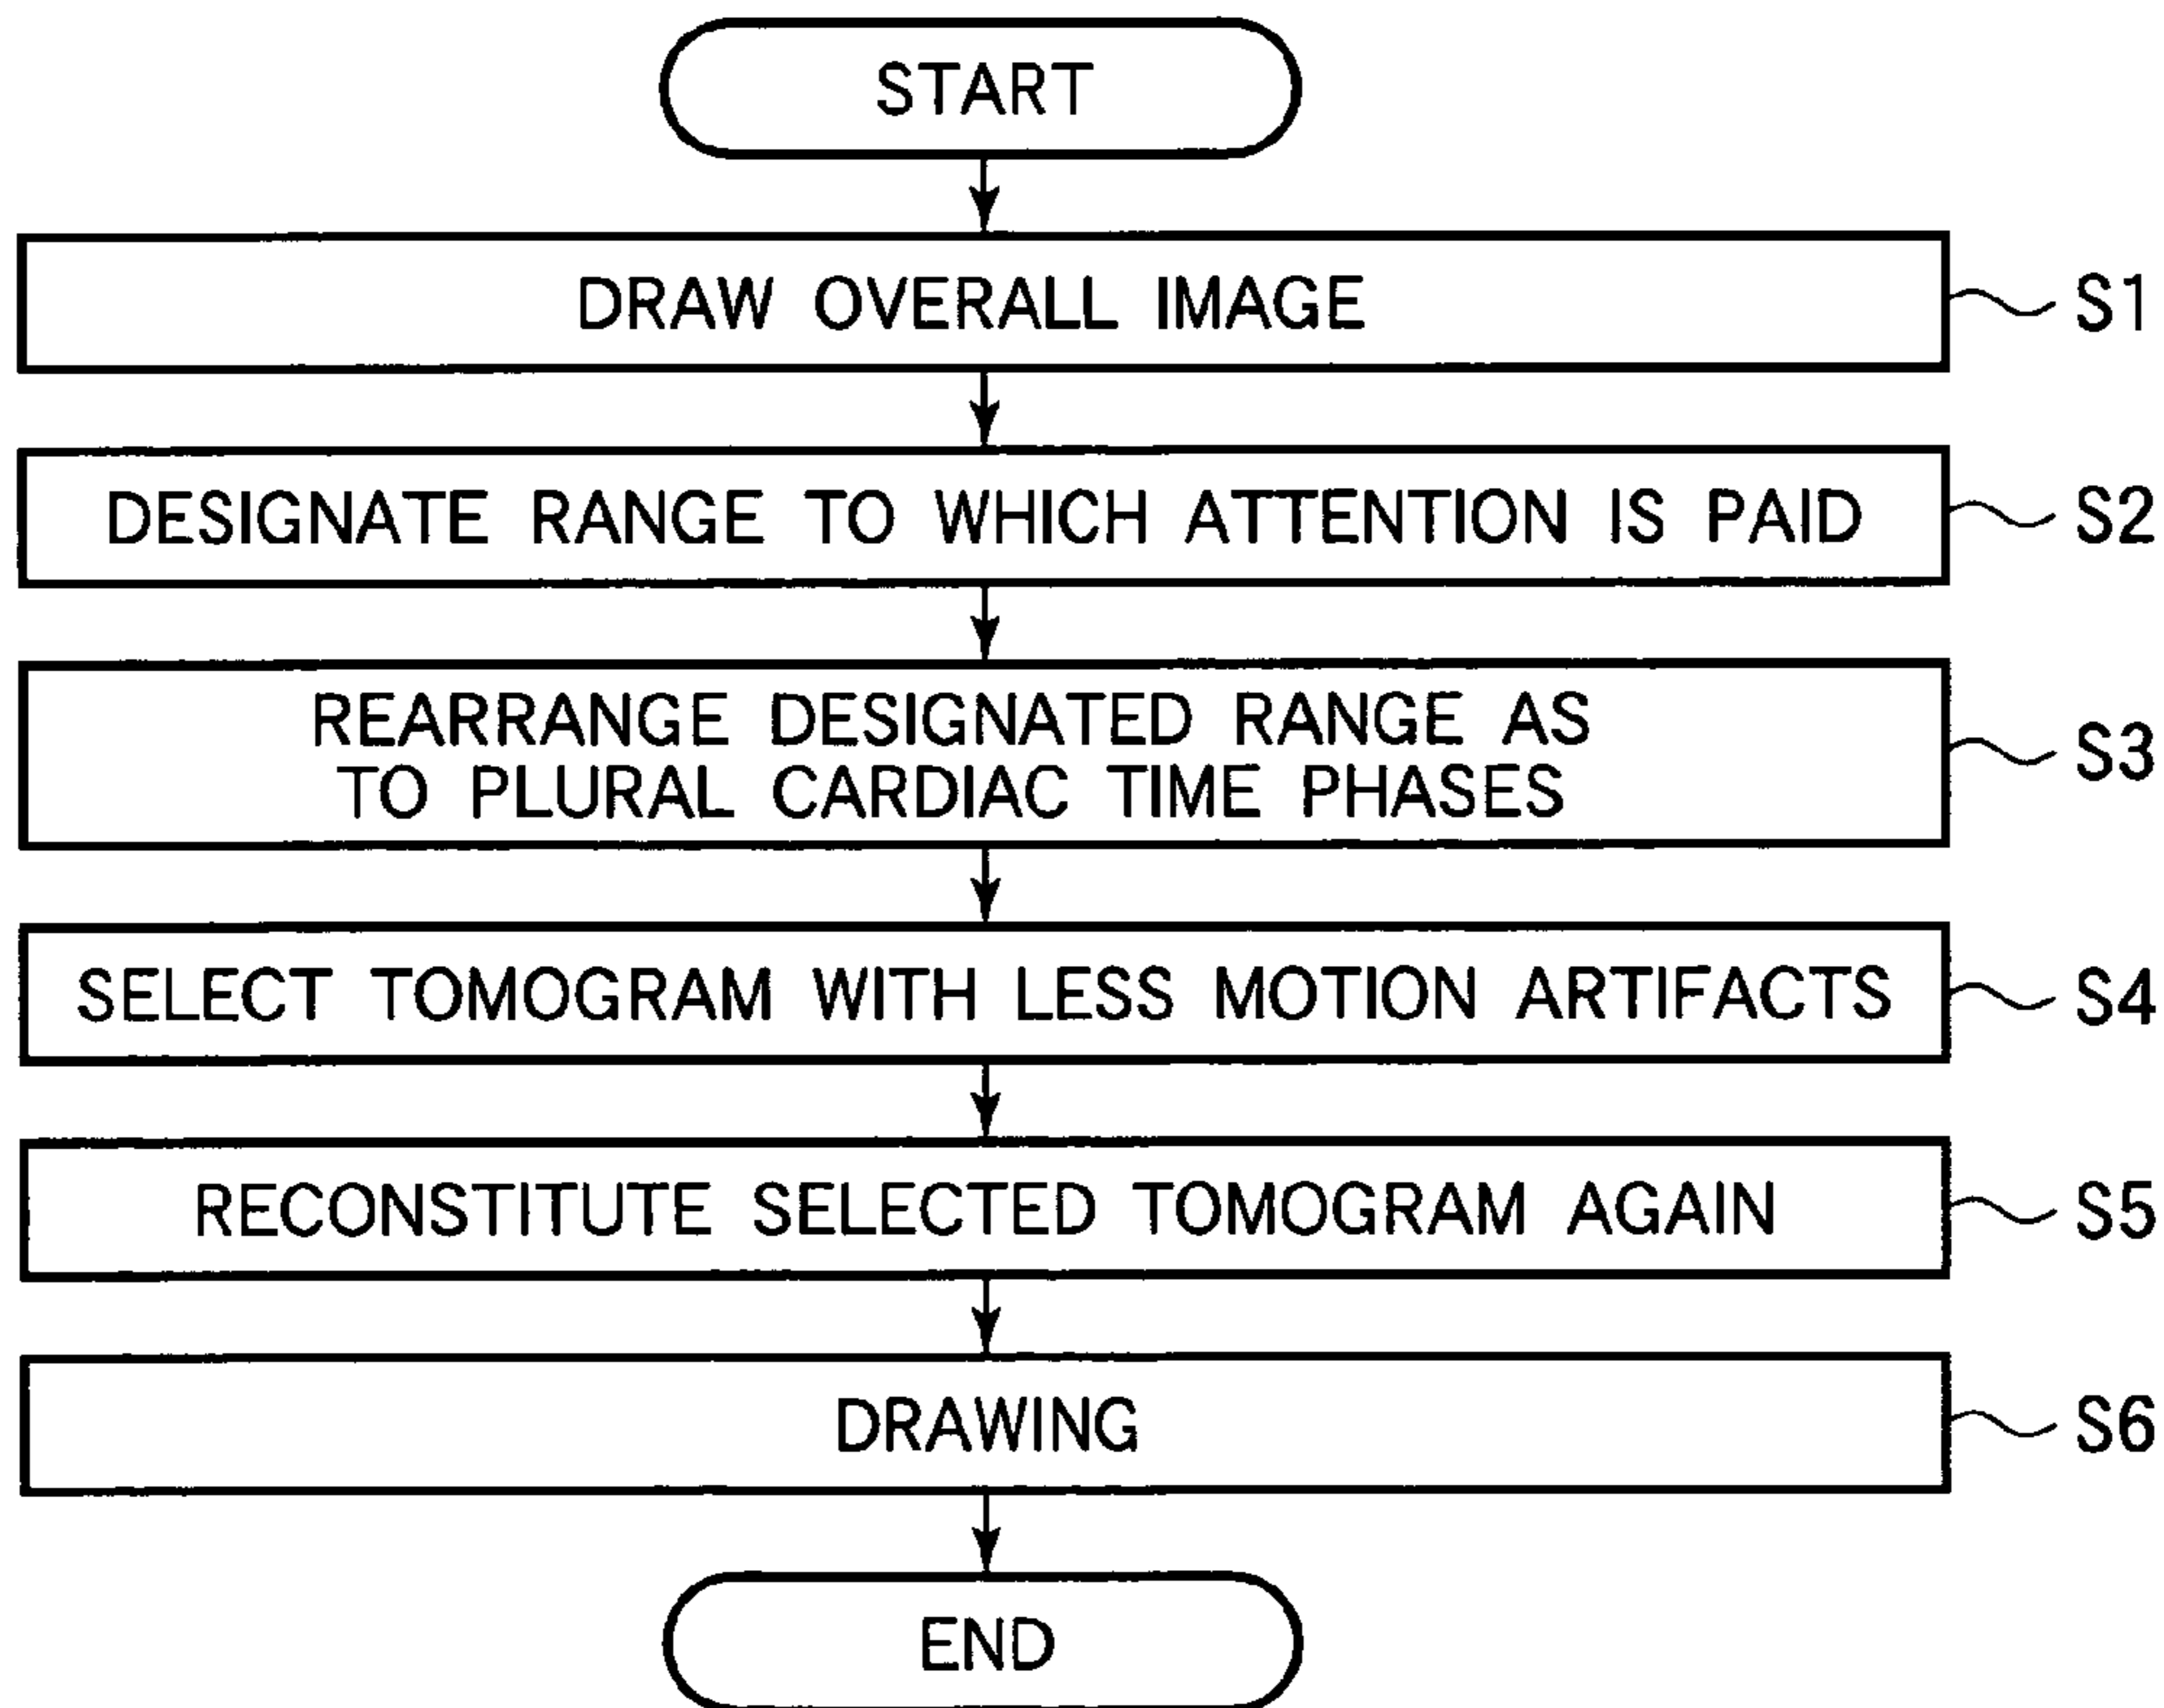 START
DRAW OVERALL IMAGE
S1
DESIGNATE RANGE TO WHICH ATTENTION IS PAID
S2
REARRANGE DESIGNATED RANGE AS
TO PLURAL CARDIAC TIME PHASES
S3
SELECT TOMOGRAM WITH LESS MOTION ARTIFACTS
S4
RECONSTITUTE SELECTED TOMOGRAM AGAIN
S5
DRAWING
S6
END